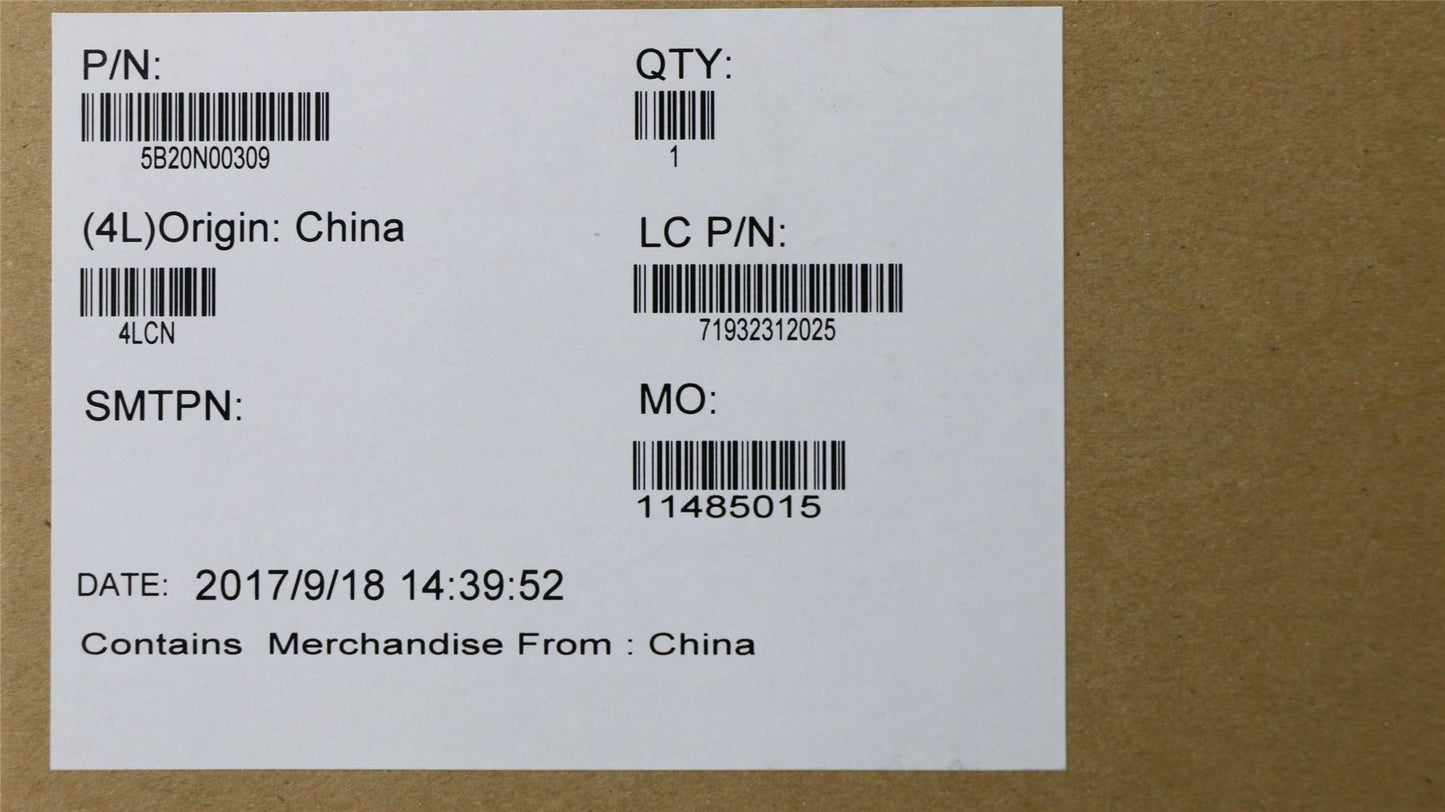 P/N:
QTY:
5B20N00309
1
(4L)Origin: China
LC P/N:
4LCN
71932312025
SMTPN:
MO:
11485015
DATE: 2017/9/18 14:39:52
Contains Merchandise From : China